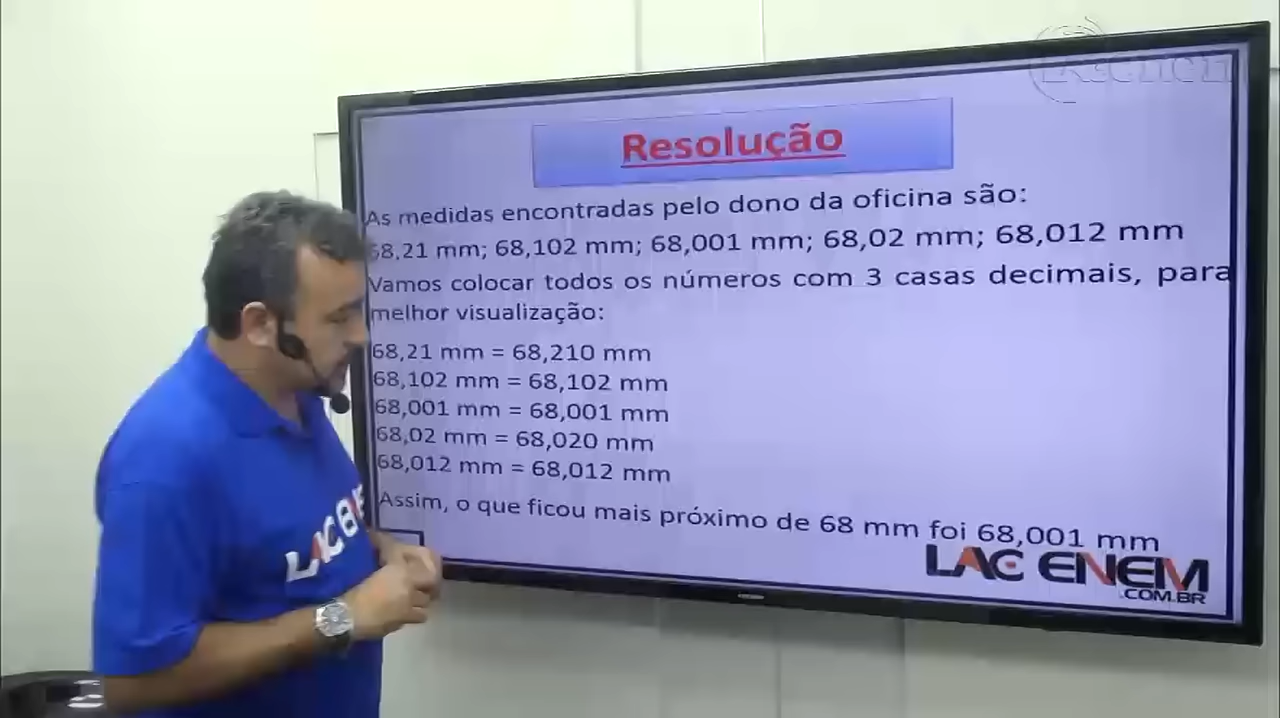 Resolução
As medidas encontradas pelo dono da oficina são:
68,21 mm; 68,102 mm; 68,001 mm; 68,02 mm; 68,012 mm
Vamos colocar todos os números com 3 casas decimais, para
melhor visualização:
68,21 mm = 68,210 mm
68,102 mm = 68,102 mm
68,001 mm = 68,001 mm
68,02 mm = 68,020 mm
68,012 mm = 68,012 mm
Assim, o que ficou mais próximo de 68 mm foi 68,001 mm
LAC ENEM
.COM.BR
LAC